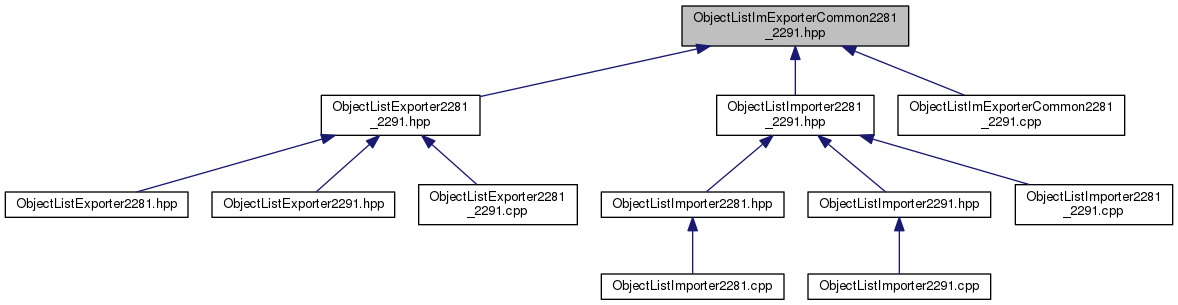 ObjectListImExporterCommon2281
_2291.hpp
ObjectListExporter2281
_2291.hpp
ObjectListImporter2281
_2291.hpp
ObjectListImExporterCommon2281
_2291.cpp
ObjectListExporter2281.hpp
ObjectListExporter2291.hpp
ObjectListExporter2281
_2291.cpp
ObjectListImporter2281.hpp
ObjectListImporter2291.hpp
ObjectListImporter2281
_2291.cpp
ObjectListImporter2281.cpp
ObjectListImporter2291.cpp